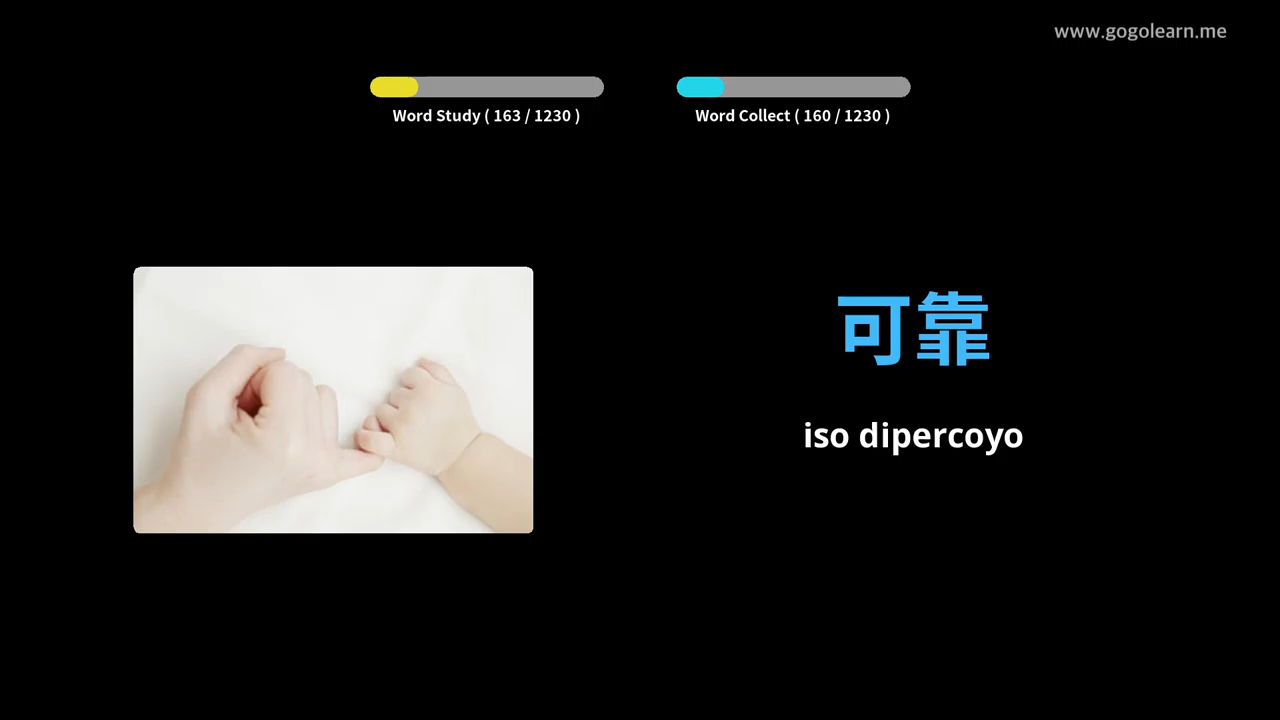 www.gogolearn.me
Word Study ( 163 / 1230 )
Word Collect ( 160 / 1230 )
可靠
iso dipercoyo